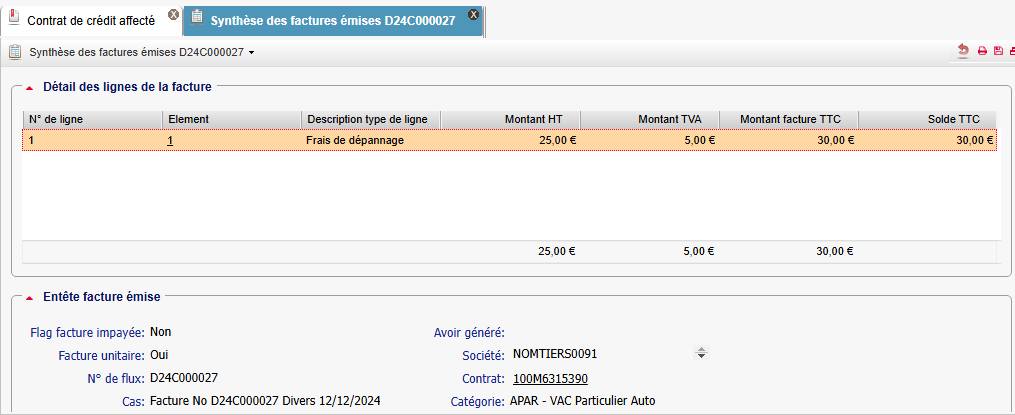 Contrat de crédit affecté
Synthèse des factures émises D24C000027
Synthèse des factures émises D24C000027
Détail des lignes de la facture
N° de ligne Element Description type de ligne Montant HT Montant TVA Montant facture TTC Solde TTC
1 1 Frais de dépannage 25,00 € 5,00 € 30,00 € 30,00 €
25,00 € 5,00 € 30,00 €
Entête facture émise
Flag facture impayée: Non Avoir généré:
Facture unitaire: Oui Société: NOMTIERS0091
N° de flux: D24C000027 Contrat: 100M6315390
Cas: Facture No D24C000027 Divers 12/12/2024 Catégorie: APAR - VAC Particulier Auto